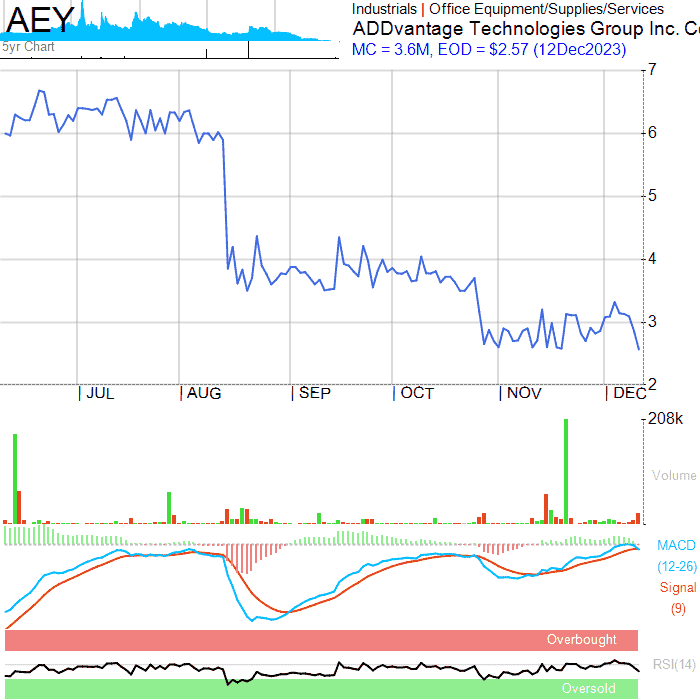 AEY
5yr Chart
Industrials | Office Equipment/Supplies/Services
ADDvantage Technologies Group Inc. Co
MC = 3.6M, EOD = $2.57 (12Dec2023)
7
6
5
4
3
2
JUL AUG SEP OCT NOV DEC
208k
Volume
MACD
(12-26)
Signal
(9)
Overbought
RSI(14)
Oversold